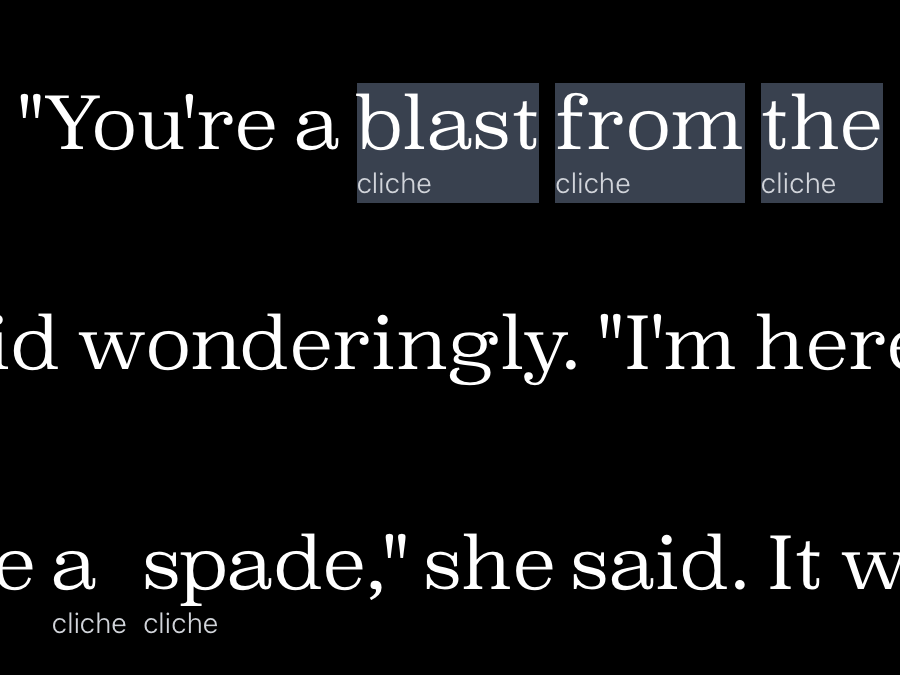 "You're a blast from the
cliche cliche cliche
id wonderingly. "I'm here
e a spade," she said. It w
cliche cliche